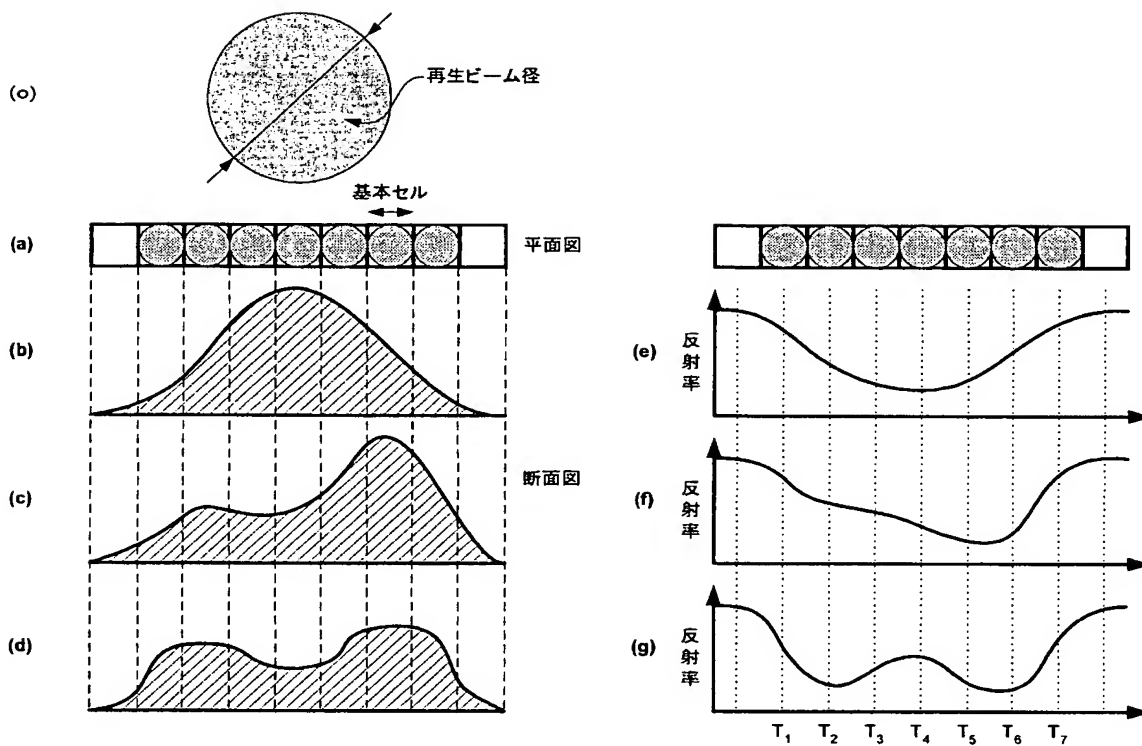 (o)
再生ビーム径
基本セル
(a)
平面図
(b)
(c)
断面図
(d)
(e)
反射率
(f)
反射率
(g)
反射率
T1 T2 T3 T4 T5 T6 T7